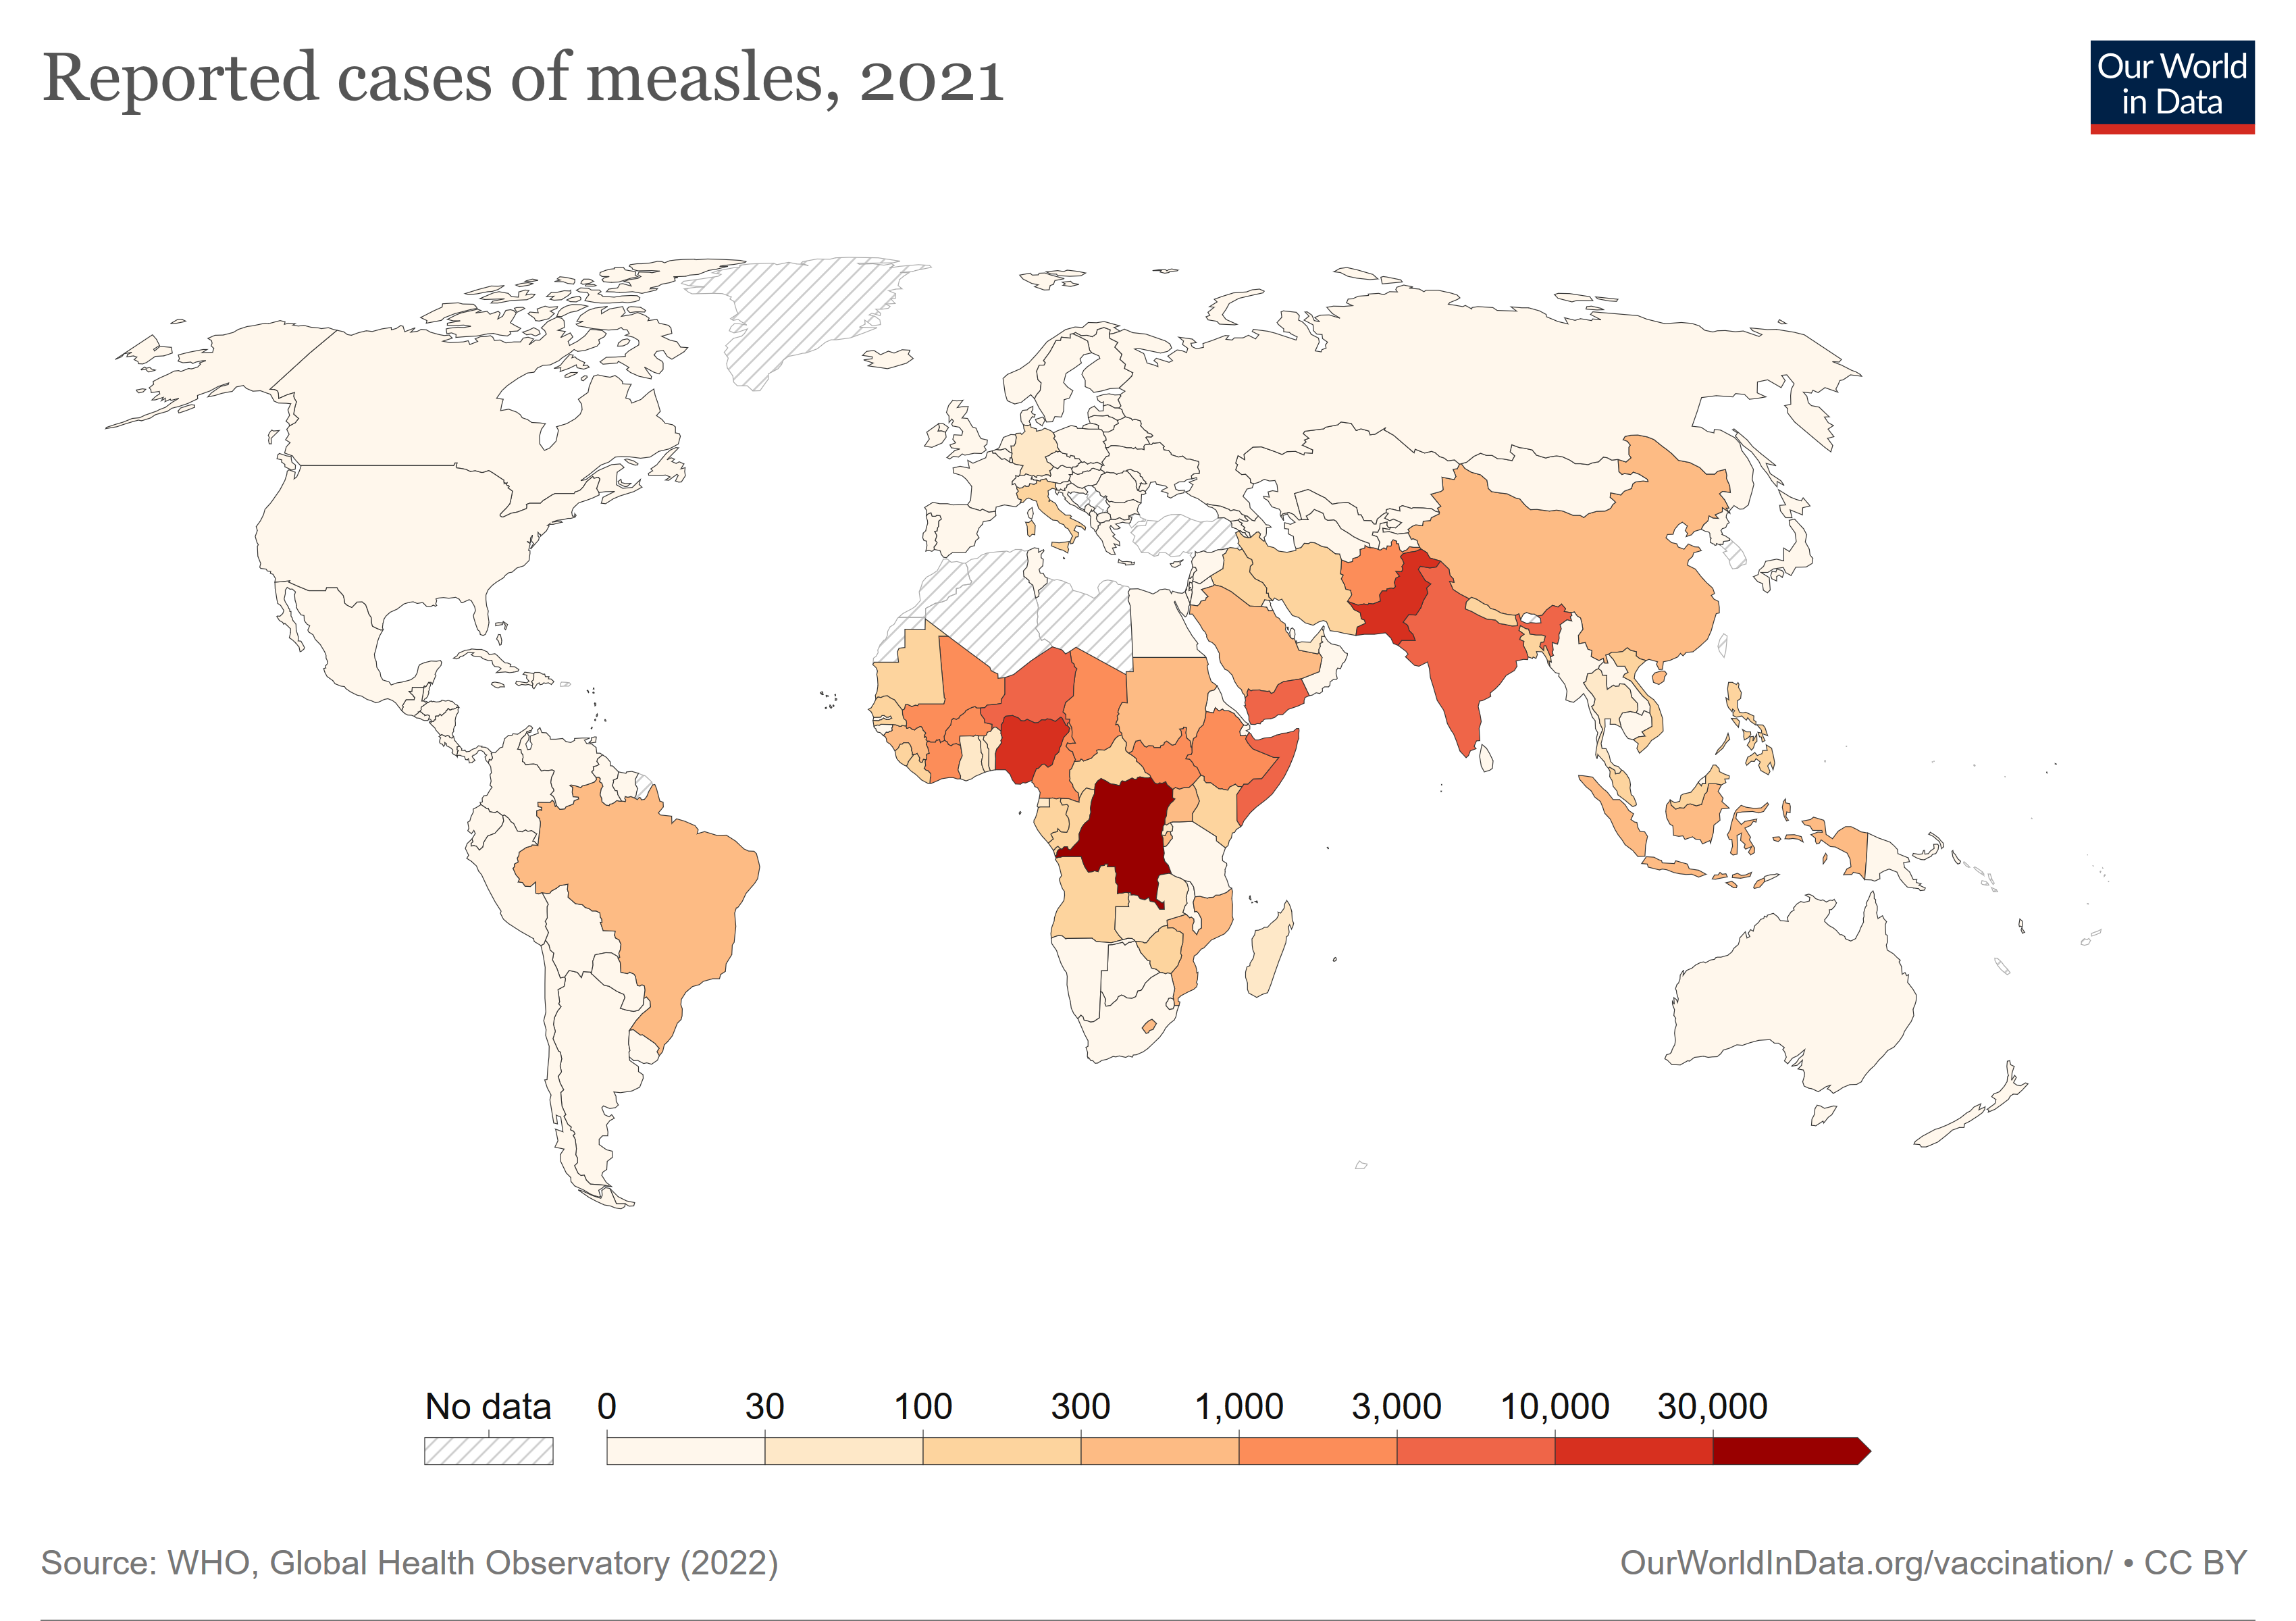 Reported cases of measles, 2021
Our World
in Data
No data 0 30 100 300 1,000 3,000 10,000 30,000
Source: WHO, Global Health Observatory (2022)
OurWorldInData.org/vaccination/ • CC BY